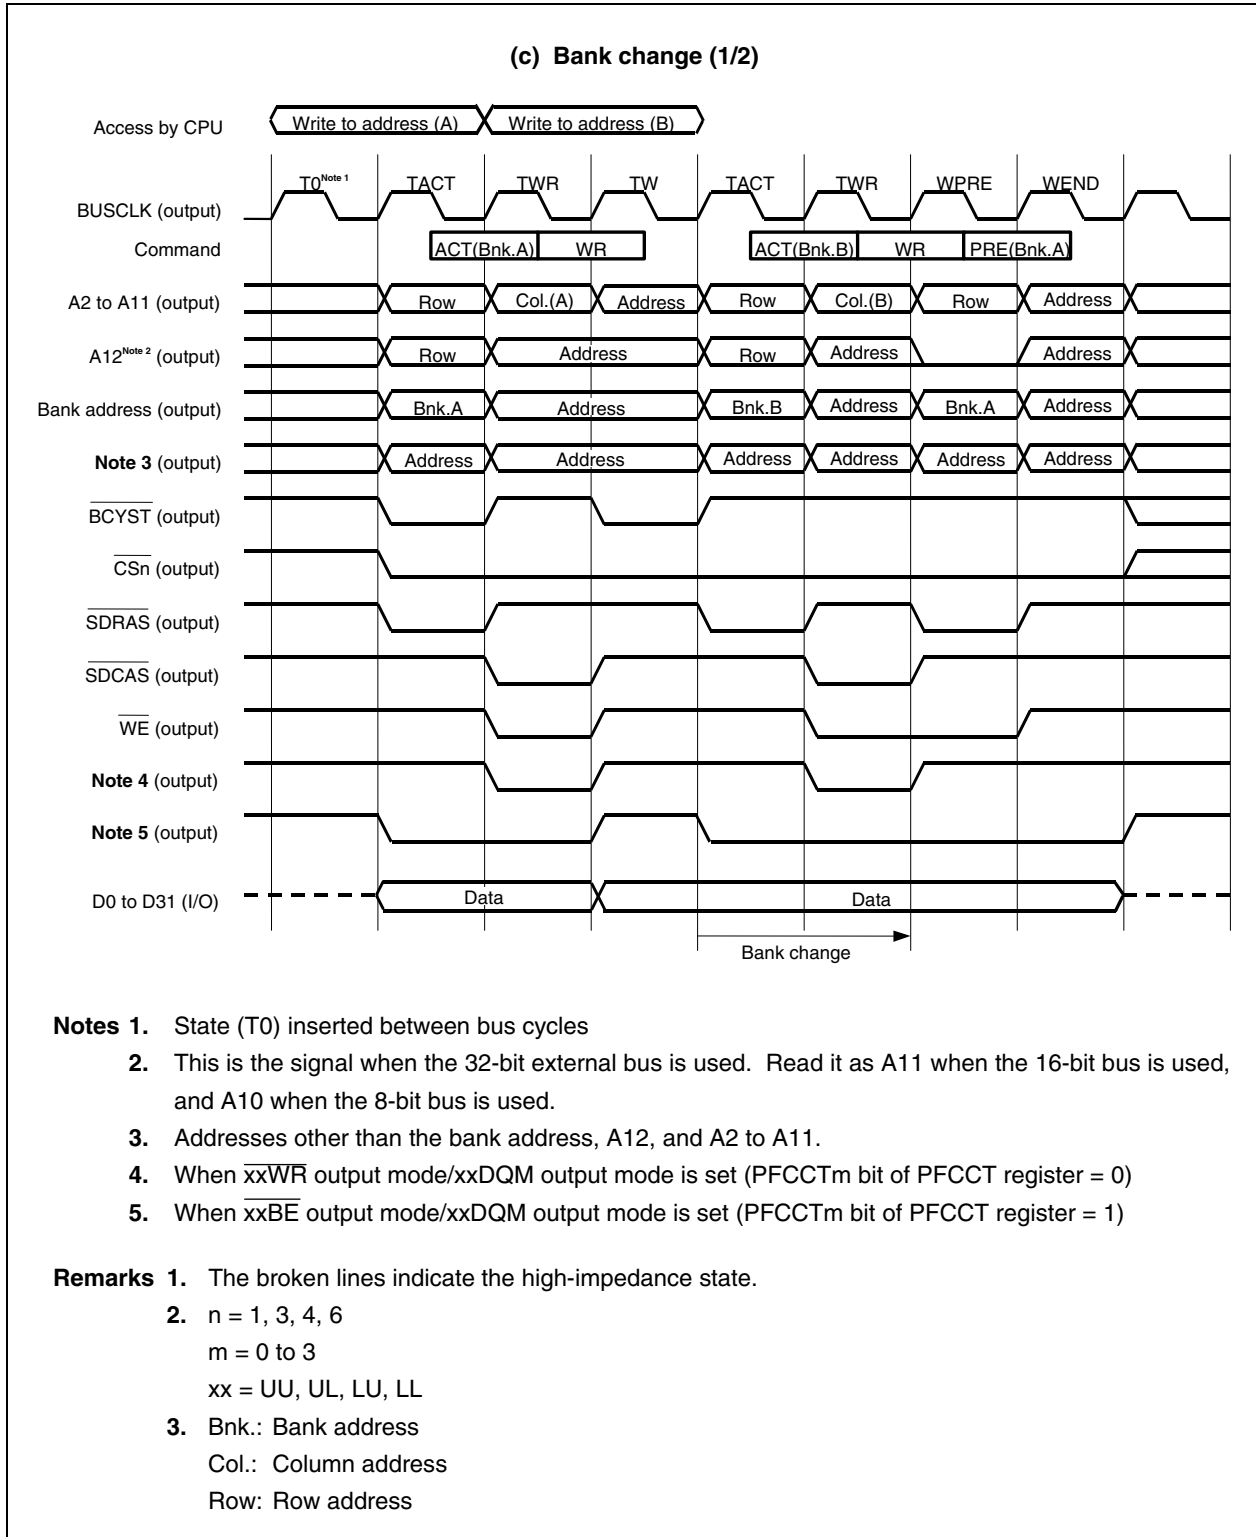 (c) Bank change (1/2)
Access by CPU
Write to address (A)
Write to address (B)
T0Note 1
TACT
TWR
TW
TACT
TWR
WPRE
WEND
BUSCLK (output)
Command
ACT(Bnk.A)
WR
ACT(Bnk.B)
WR
PRE(Bnk.A)
A2 to A11 (output)
Row
Col.(A)
Address
Row
Col.(B)
Row
Address
A12Note 2 (output)
Row
Address
Row
Address
Address
Bank address (output)
Bnk.A
Address
Bnk.B
Address
Bnk.A
Address
Note 3 (output)
Address
Address
Address
Address
Address
Address
BCYST (output)
CSn (output)
SDRAS (output)
SDCAS (output)
WE (output)
Note 4 (output)
Note 5 (output)
D0 to D31 (I/O)
Data
Data
Bank change
Notes 1. State (T0) inserted between bus cycles
2. This is the signal when the 32-bit external bus is used. Read it as A11 when the 16-bit bus is used,
and A10 when the 8-bit bus is used.
3. Addresses other than the bank address, A12, and A2 to A11.
4. When xxWR output mode/xxDQM output mode is set (PFCCTm bit of PFCCT register = 0)
5. When xxBE output mode/xxDQM output mode is set (PFCCTm bit of PFCCT register = 1)
Remarks 1. The broken lines indicate the high-impedance state.
2. n = 1, 3, 4, 6
m = 0 to 3
xx = UU, UL, LU, LL
3. Bnk.: Bank address
Col.: Column address
Row: Row address